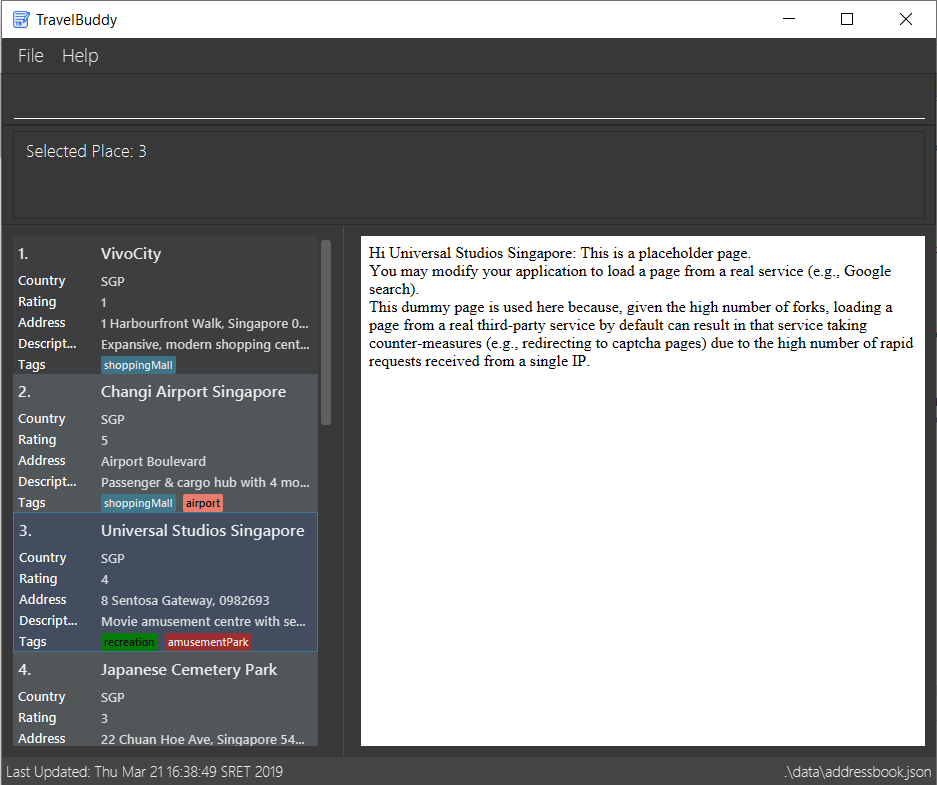 TravelBuddy
File Help
Selected Place: 3
1. VivoCity
Country SGP
Rating 1
Address 1 Harbourfront Walk, Singapore 0...
Descript... Expansive, modern shopping cent...
Tags shoppingMall
2. Changi Airport Singapore
Country SGP
Rating 5
Address Airport Boulevard
Descript... Passenger & cargo hub with 4 mo...
Tags shoppingMall airport
3. Universal Studios Singapore
Country SGP
Rating 4
Address 8 Sentosa Gateway, 0982693
Descript... Movie amusement centre with se...
Tags recreation amusementPark
4. Japanese Cemetery Park
Country SGP
Rating 3
Address 22 Chuan Hoe Ave, Singapore 54...
Hi Universal Studios Singapore: This is a placeholder page.
You may modify your application to load a page from a real service (e.g., Google
search).
This dummy page is used here because, given the high number of forks, loading a
page from a real third-party service by default can result in that service taking
counter-measures (e.g., redirecting to captcha pages) due to the high number of rapid
requests received from a single IP.
Last Updated: Thu Mar 21 16:38:49 SRET 2019
.\data\addressbook.json